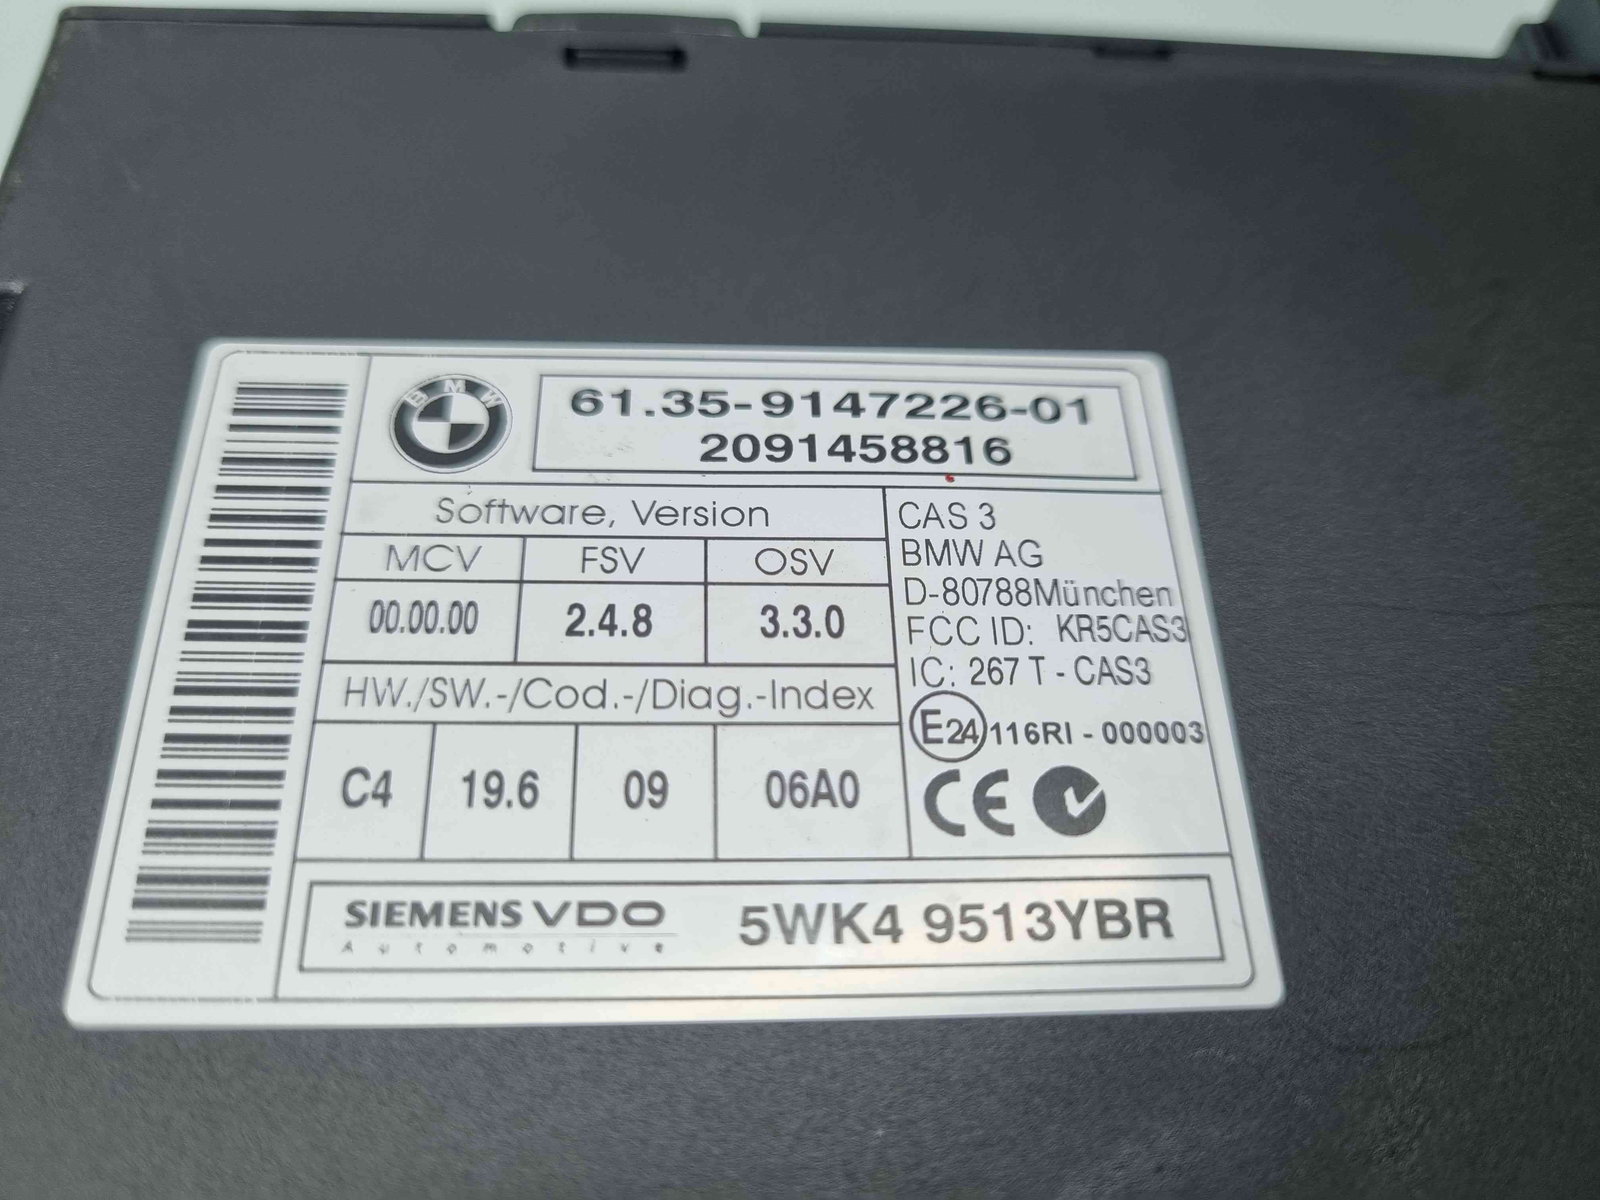 BMW
61.35-9147226-01
2091458816
Software, Version
MCV FSV OSV
00.00.00 2.4.8 3.3.0
HW./SW.-/Cod.-/Diag.-Index
C4 19.6 09 06A0
CAS 3
BMW AG
D-80788München
FCC ID: KR5CAS3
IC: 267 T - CAS3
E24 116RI - 000003
CE
SIEMENS VDO
Automotive
5WK4 9513YBR